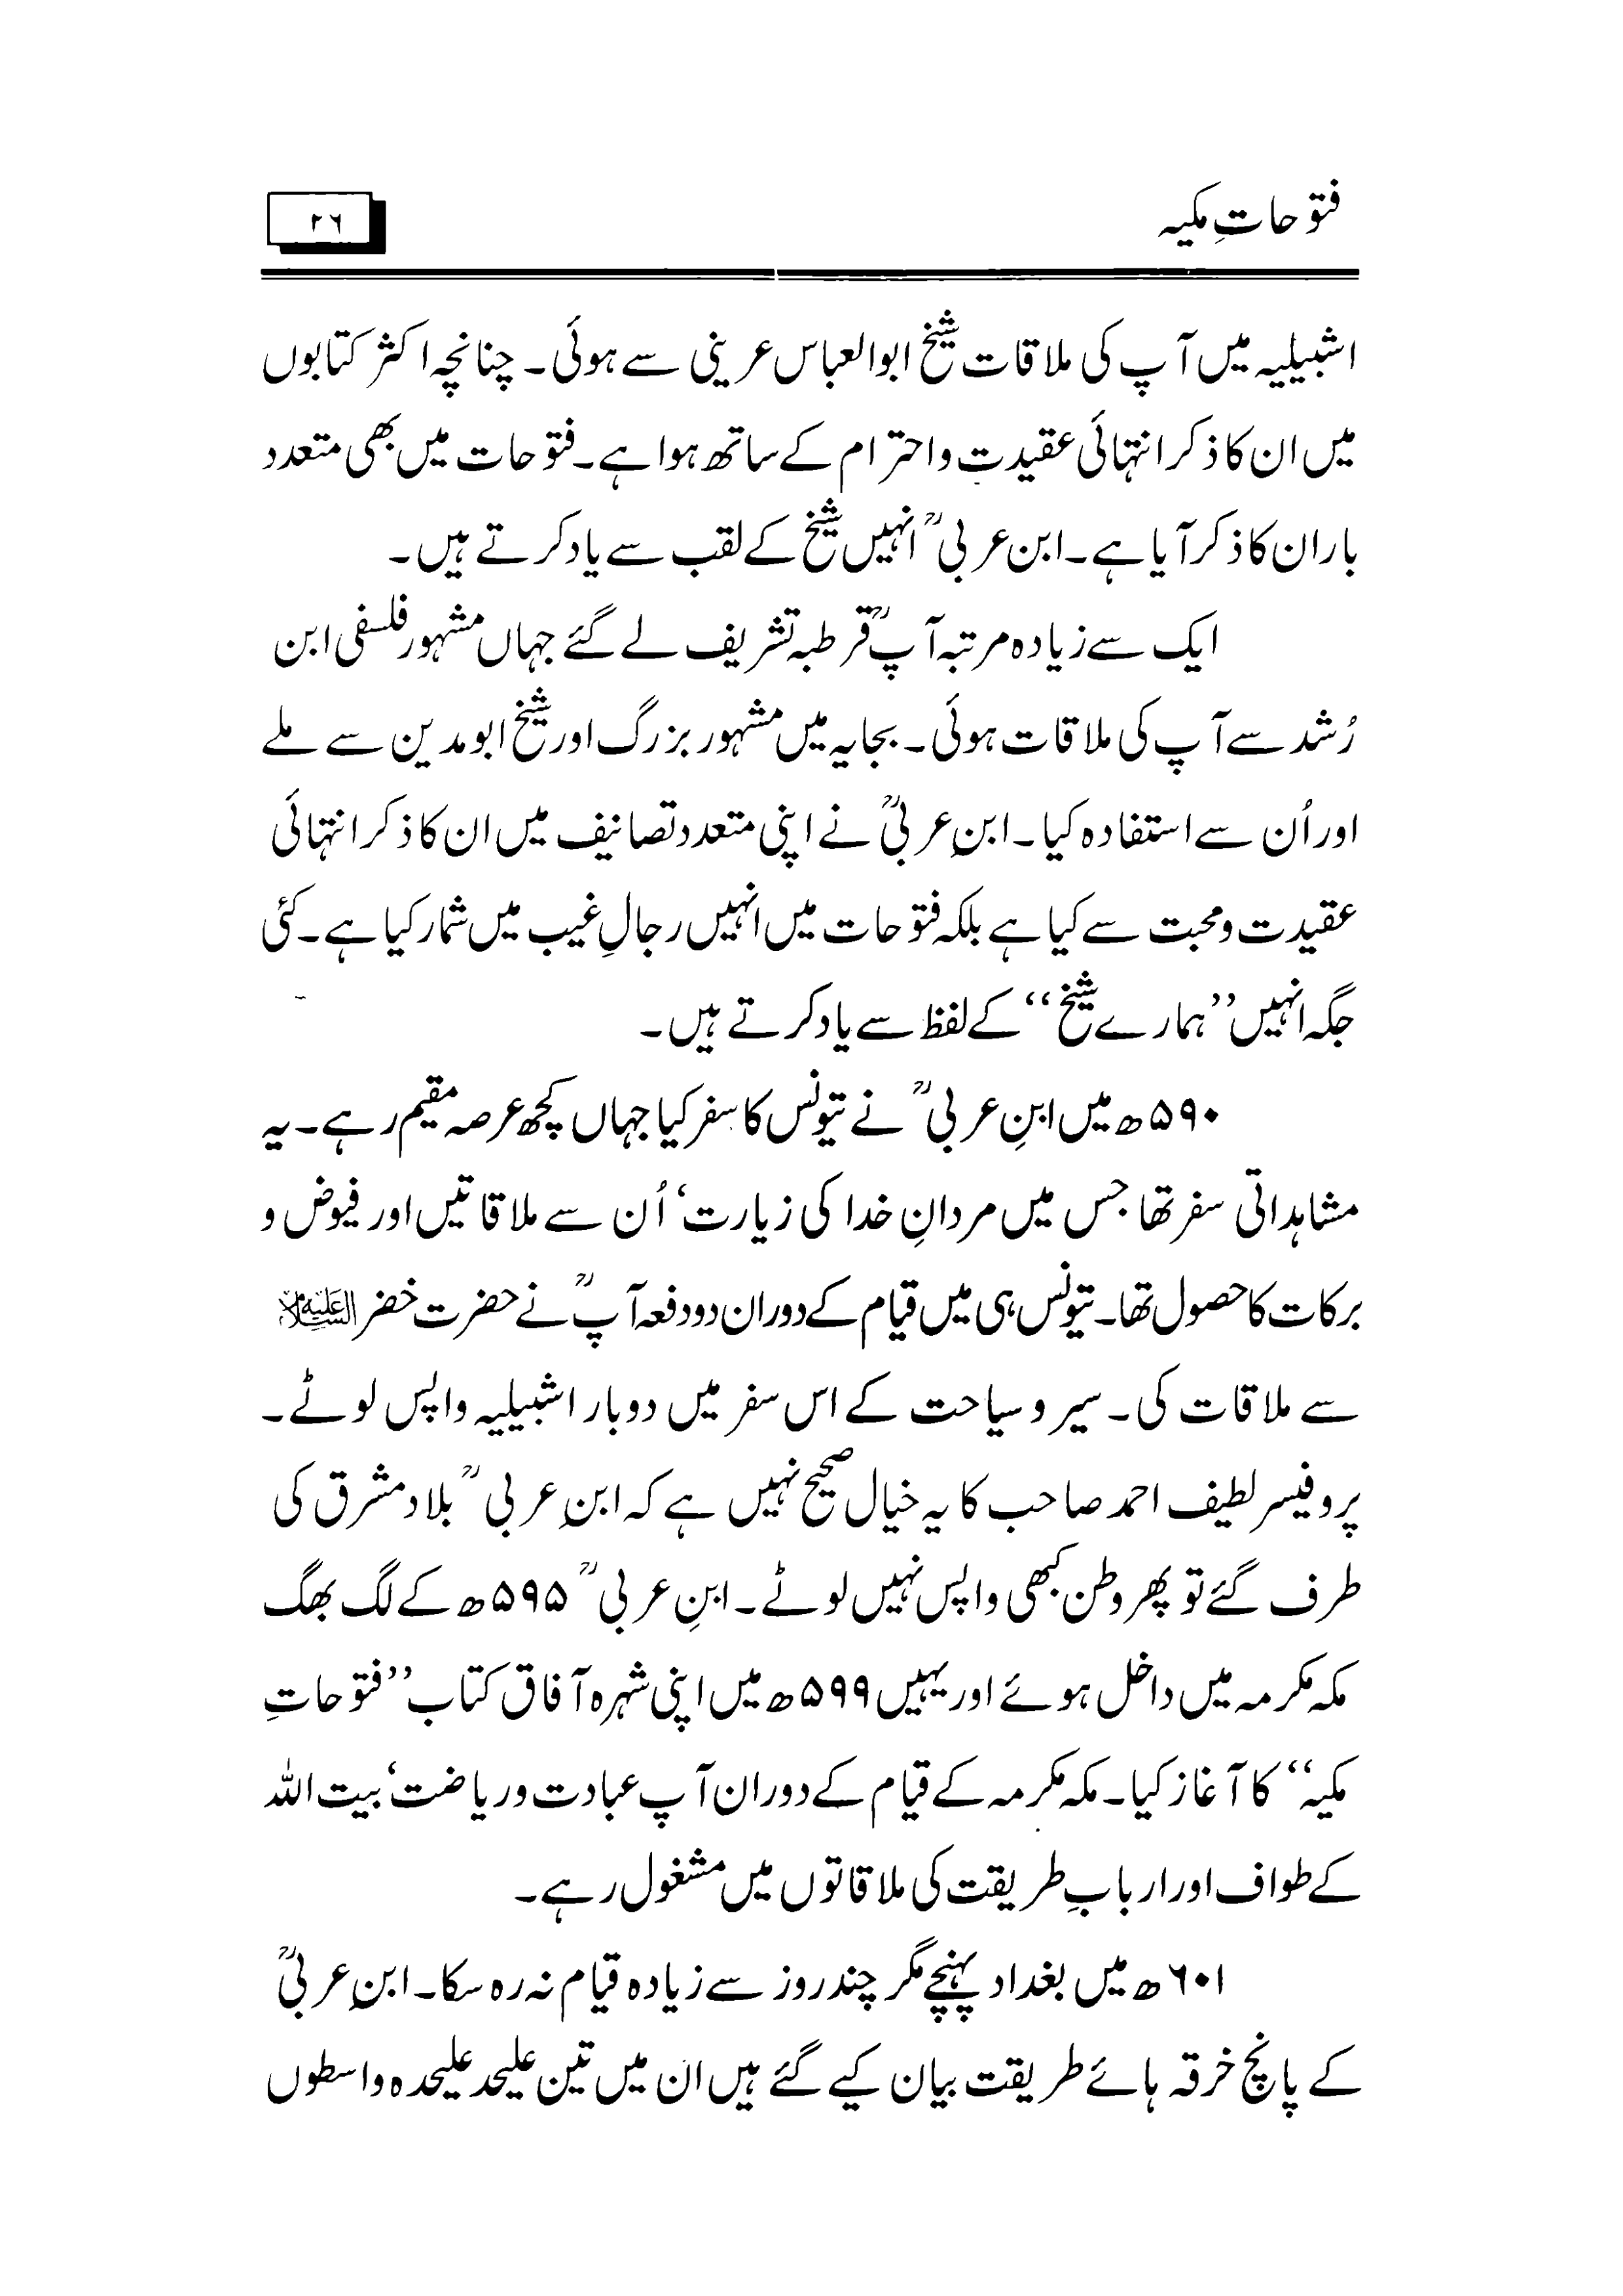 فتوحاتِ مکیہ
۲۶
اشبیلیہ میں آپ کی ملاقات شیخ ابوالعباس عرینی سے ہوئی۔ چنانچہ اکثر کتابوں
میں ان کا ذکر انتہائی عقیدت و احترام کے ساتھ ہوا ہے۔ فتوحات میں بھی متعدد
بار ان کا ذکر آیا ہے۔ ابن عربیؒ انہیں شیخ کے لقب سے یاد کرتے ہیں۔
ایک سے زیادہ مرتبہ آپؒ قرطبہ تشریف لے گئے جہاں مشہور فلسفی ابن
رُشد سے آپ کی ملاقات ہوئی۔ بجایہ میں مشہور بزرگ اور شیخ ابومدین سے ملے
اور اُن سے استفادہ کیا۔ ابنِ عربیؒ نے اپنی متعدد تصانیف میں ان کا ذکر انتہائی
عقیدت و محبت سے کیا ہے بلکہ فتوحات میں انہیں رجالِ غیب میں شمار کیا ہے۔ کئی
جگہ انہیں ’’ہمارے شیخ‘‘ کے لفظ سے یاد کرتے ہیں۔
۵۹۰ھ میں ابنِ عربیؒ نے تیونس کا سفر کیا جہاں کچھ عرصہ مقیم رہے۔ یہ
مشاہداتی سفر تھا جس میں مردانِ خدا کی زیارت‘ اُن سے ملاقاتیں اور فیوض و
برکات کا حصول تھا۔ تیونس ہی میں قیام کے دوران دو دفعہ آپؒ نے حضرت خضر علیہ السلام
سے ملاقات کی۔ سیر و سیاحت کے اس سفر میں دوبار اشبیلیہ واپس لوٹے۔
پروفیسر لطیف احمد صاحب کا یہ خیال صحیح نہیں ہے کہ ابنِ عربیؒ بلاد مشرق کی
طرف گئے تو پھر وطن کبھی واپس نہیں لوٹے۔ ابنِ عربیؒ ۵۹۵ھ کے لگ بھگ
مکہ مکرمہ میں داخل ہوئے اور یہیں ۵۹۹ھ میں اپنی شہرہ آفاق کتاب ’’فتوحاتِ
مکیہ‘‘ کا آغاز کیا۔ مکہ مکرمہ کے قیام کے دوران آپ عبادت و ریاضت‘ بیت اللہ
کے طواف اور اربابِ طریقت کی ملاقاتوں میں مشغول رہے۔
۶۰۱ھ میں بغداد پہنچے مگر چند روز سے زیادہ قیام نہ رہ سکا۔ ابنِ عربیؒ
کے پانچ خرقہ ہائے طریقت بیان کیے گئے ہیں ان میں تین علیحد علیحدہ واسطوں